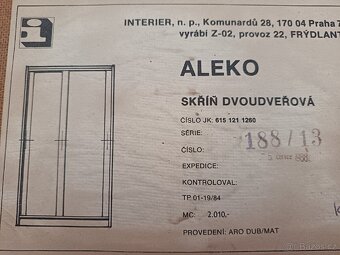 INTERIER, n. p., Komunardů 28, 170 04 Praha 7
vyrábí Z-02, provoz 22, FRÝDLANT
ALEKO
SKŘÍŇ DVOUDVEŘOVÁ
ČÍSLO JK: 615 121 1260
SÉRIE:
188/13
ČÍSLO:
EXPEDICE:
KONTROLOVAL:
TP 01-19/84
MC: 2.010,-
PROVEDENÍ: ARO DUB/MAT